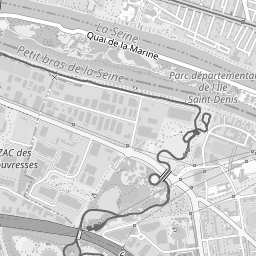 La Seine
Quai de la Marine
Petit bras de la Seine
Parc départemental
de l'Île
Saint-Denis
ZAC des